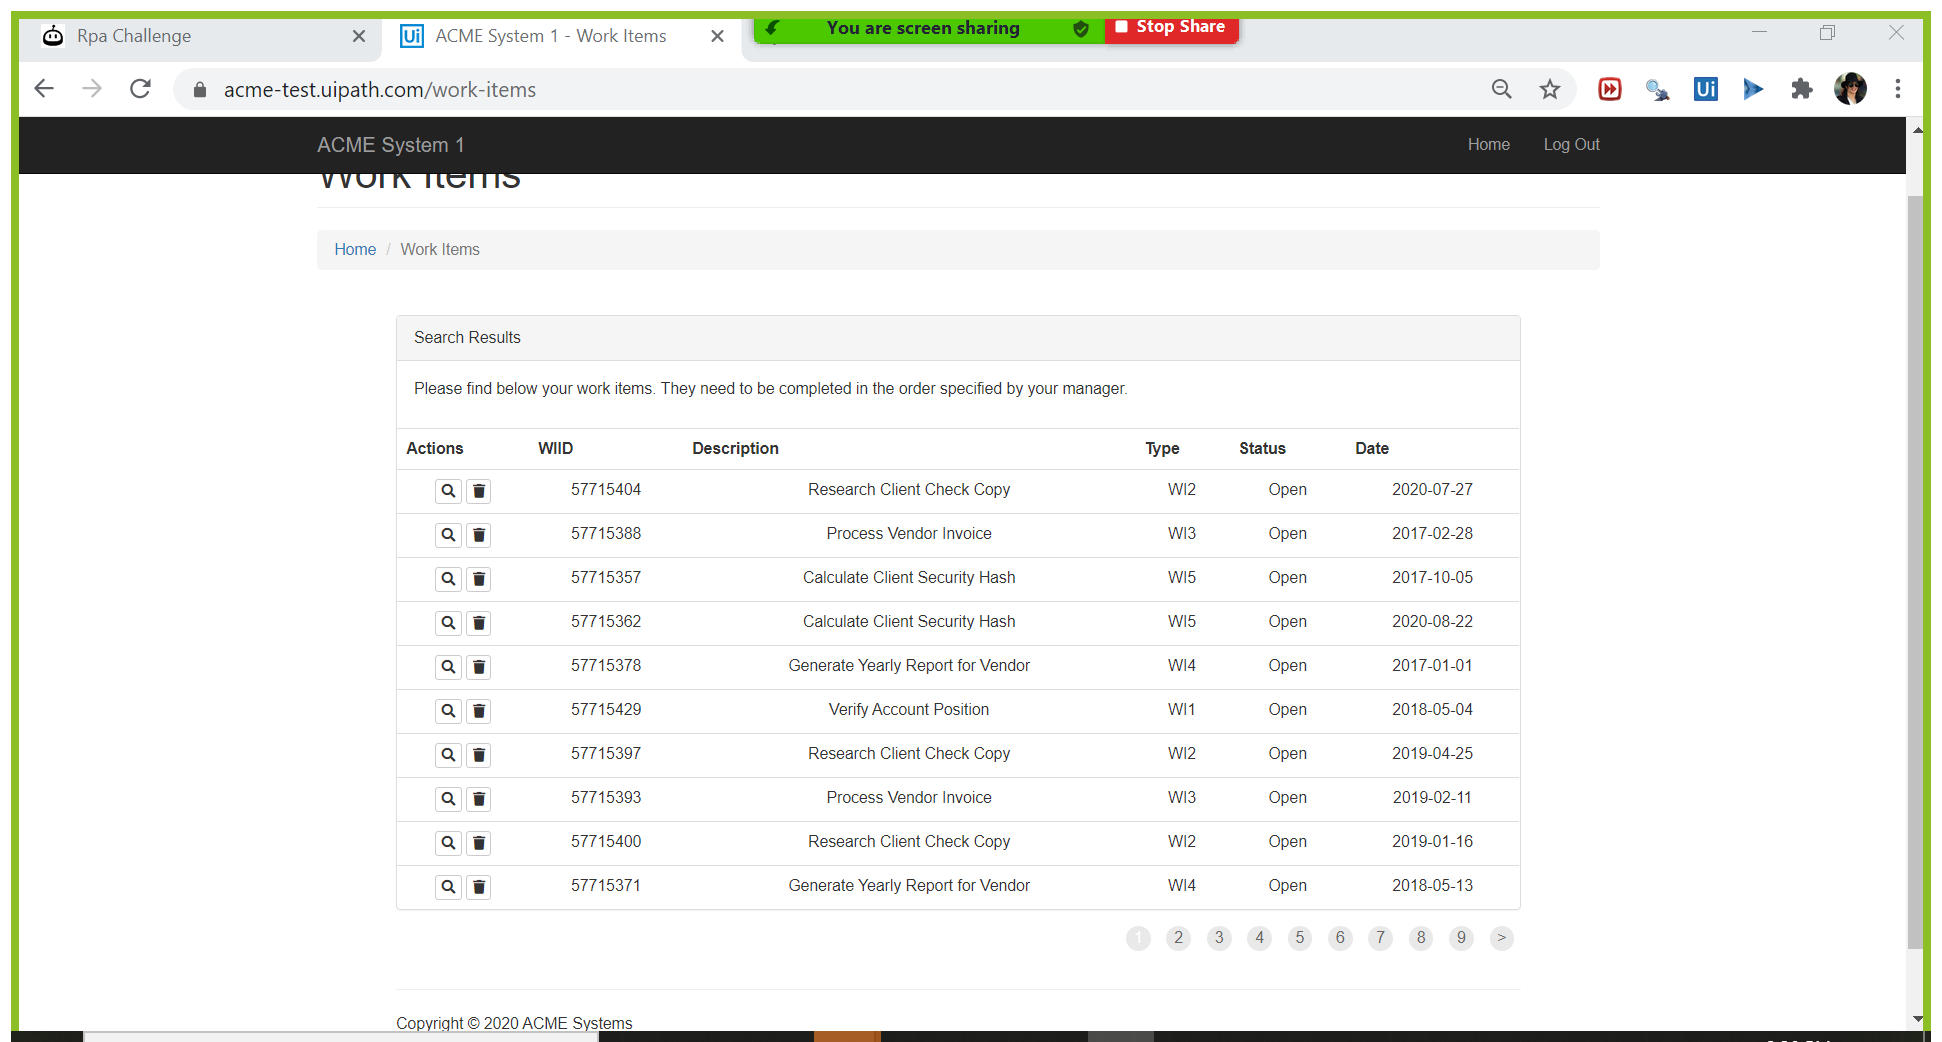 Rpa Challenge
Ui ACME System 1 - Work Items
You are screen sharing
Stop Share
acme-test.uipath.com/work-items
Ui
ACME System 1
Home Log Out
Work Items
Home / Work Items
Search Results
Please find below your work items. They need to be completed in the order specified by your manager.
Actions WIID Description Type Status Date
57715404 Research Client Check Copy WI2 Open 2020-07-27
57715388 Process Vendor Invoice WI3 Open 2017-02-28
57715357 Calculate Client Security Hash WI5 Open 2017-10-05
57715362 Calculate Client Security Hash WI5 Open 2020-08-22
57715378 Generate Yearly Report for Vendor WI4 Open 2017-01-01
57715429 Verify Account Position WI1 Open 2018-05-04
57715397 Research Client Check Copy WI2 Open 2019-04-25
57715393 Process Vendor Invoice WI3 Open 2019-02-11
57715400 Research Client Check Copy WI2 Open 2019-01-16
57715371 Generate Yearly Report for Vendor WI4 Open 2018-05-13
1 2 3 4 5 6 7 8 9 >
Copyright © 2020 ACME Systems